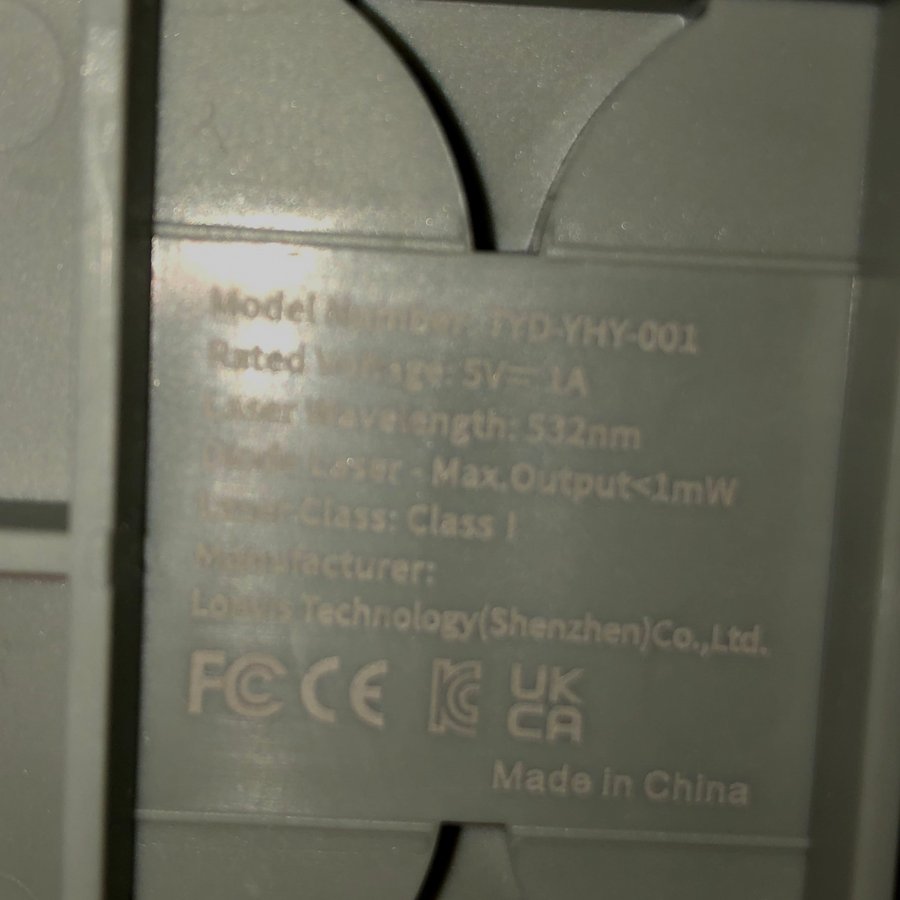 Model Number: TYD-YHY-001
Rated Voltage: 5V⎓1A
Laser Wavelength: 532nm
Diode Laser - Max.Output<1mW
Laser Class: Class I
Manufacturer:
Technology(Shenzhen)Co.,Ltd.
FC CE KC UK
CA
Made in China